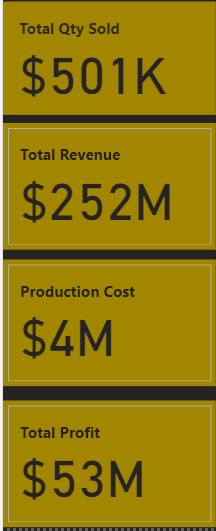 Total Qty Sold
$501K
Total Revenue
$252M
Production Cost
$4M
Total Profit
$53M